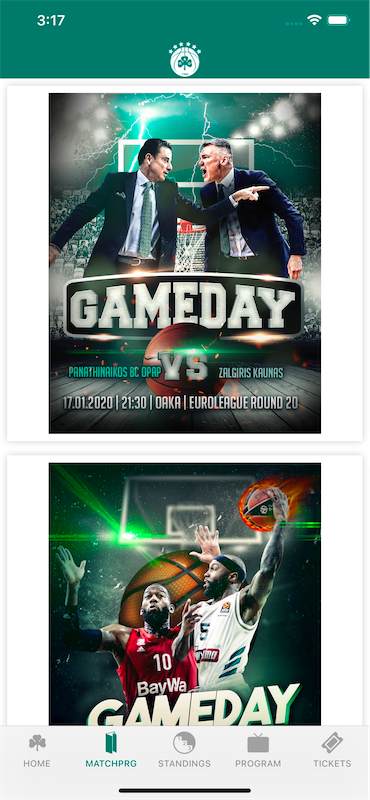 3:17
GAMEDAY
VS
PANATHINAIKOS BC OPAP
ZALGIRIS KAUNAS
17.01.2020 | 21:30 | OAKA | EUROLEAGUE ROUND 20
5
10
BayWa
GAMEDAY
HOME
MATCHPRG
STANDINGS
PROGRAM
TICKETS